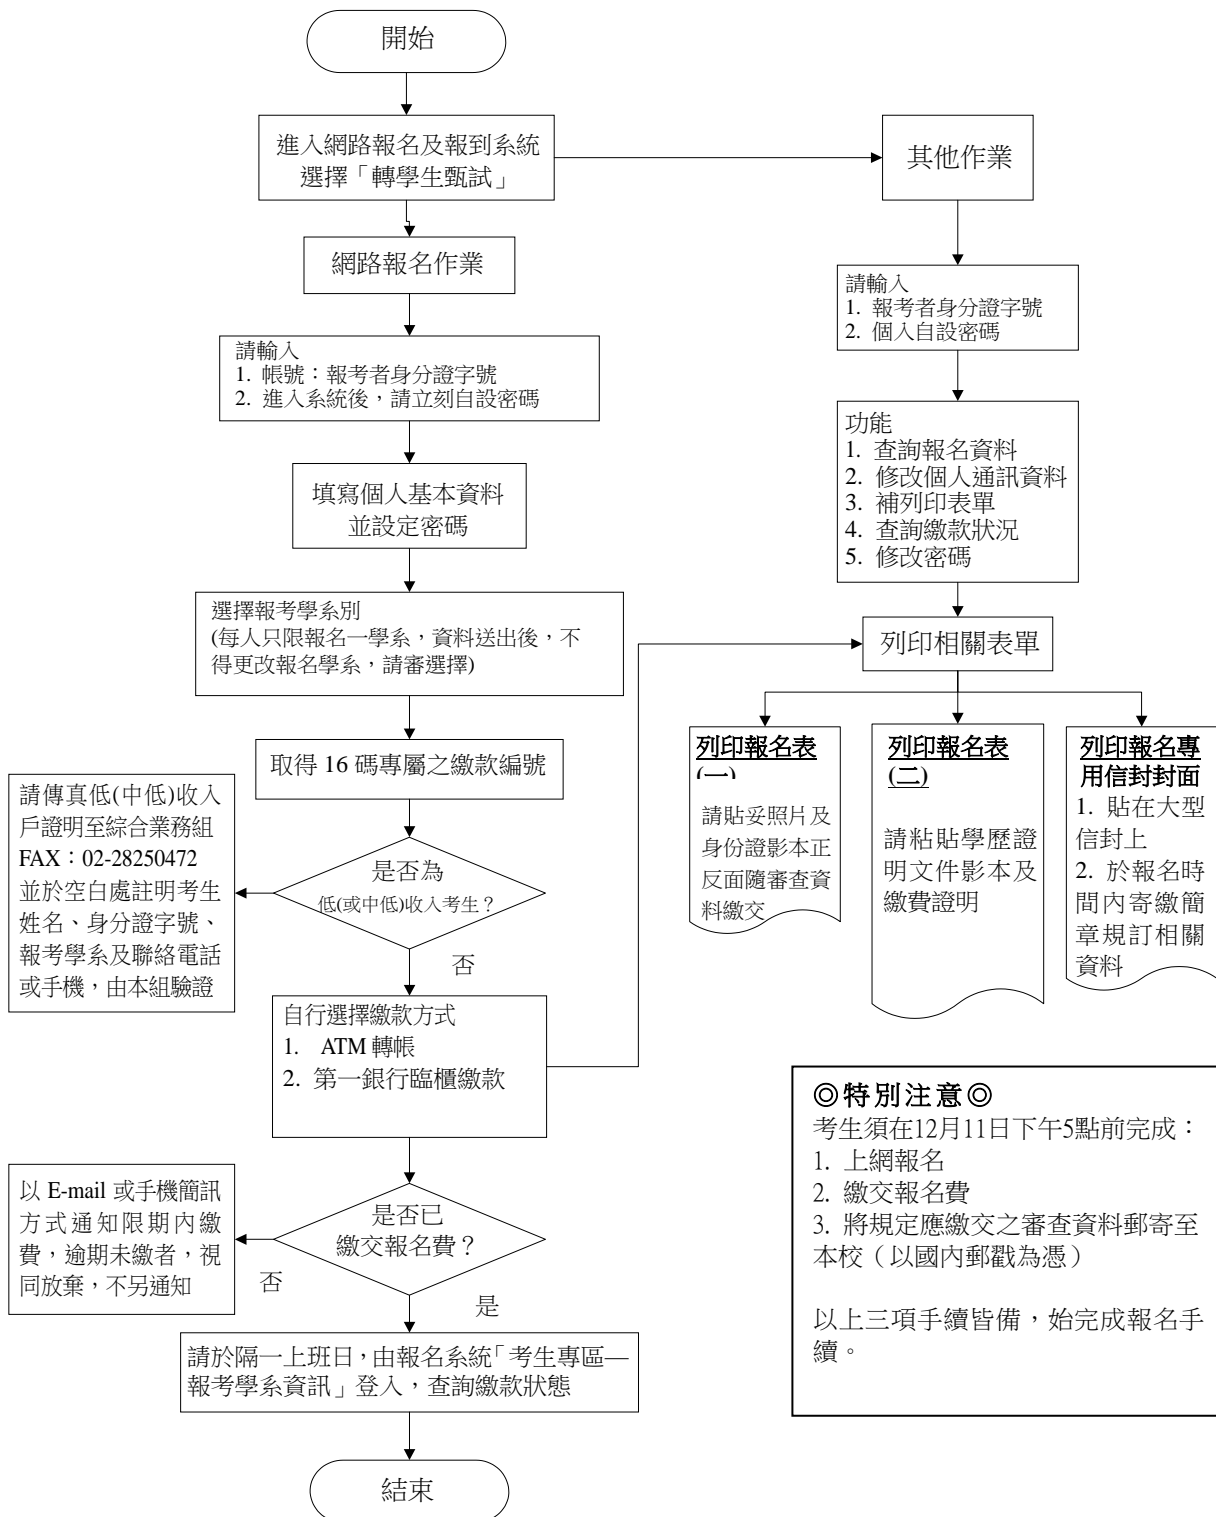 開始
進入網路報名及報到系統
選擇「轉學生甄試」
網路報名作業
請輸入
1. 帳號：報考者身分證字號
2. 進入系統後，請立刻自設密碼
填寫個人基本資料
並設定密碼
選擇報考學系別
(每人只限報名一學系，資料送出後，不
得更改報名學系，請審選擇)
取得 16 碼專屬之繳款編號
是否為
低(或中低)收入考生？
請傳真低(中低)收入
戶證明至綜合業務組
FAX：02-28250472
並於空白處註明考生
姓名、身分證字號、
報考學系及聯絡電話
或手機，由本組驗證
否
自行選擇繳款方式
1. ATM 轉帳
2. 第一銀行臨櫃繳款
是否已
繳交報名費？
以 E-mail 或手機簡訊
方式通知限期內繳
費，逾期未繳者，視
同放棄，不另通知
否
是
請於隔一上班日，由報名系統「考生專區—
報考學系資訊」登入，查詢繳款狀態
結束
其他作業
請輸入
1. 報考者身分證字號
2. 個人自設密碼
功能
1. 查詢報名資料
2. 修改個人通訊資料
3. 補列印表單
4. 查詢繳款狀況
5. 修改密碼
列印相關表單
列印報名表
(一)
請貼妥照片及
身份證影本正
反面隨審查資
料繳交
列印報名表
(二)
請粘貼學歷證
明文件影本及
繳費證明
列印報名專
用信封封面
1. 貼在大型
信封上
2. 於報名時
間內寄繳簡
章規訂相關
資料
◎特別注意◎
考生須在12月11日下午5點前完成：
1. 上網報名
2. 繳交報名費
3. 將規定應繳交之審查資料郵寄至
本校（以國內郵戳為憑）
以上三項手續皆備，始完成報名手
續。